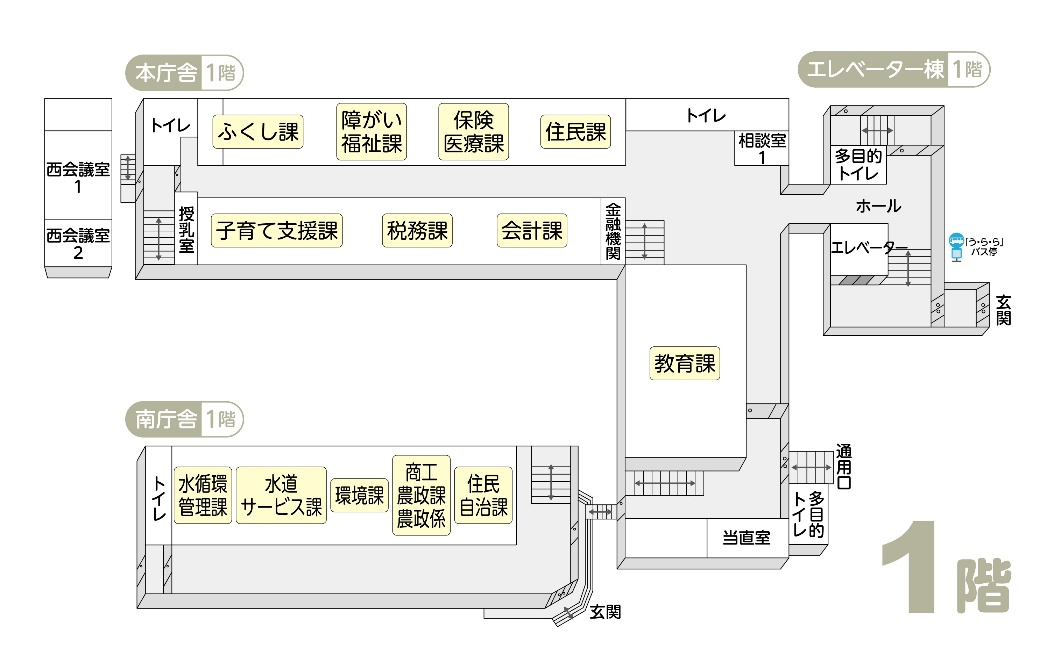 本庁舎 1階
エレベーター棟 1階
トイレ
ふくし課
障がい
福祉課
保険
医療課
住民課
トイレ
相談室
1
西会議室
1
西会議室
2
授乳室
子育て支援課
税務課
会計課
金融機関
多目的
トイレ
ホール
エレベーター
「う・ら・ら」
バス停
玄関
教育課
南庁舎 1階
トイレ
水循環
管理課
水道
サービス課
環境課
商工
農政課
農政係
住民
自治課
通用口
多目的
トイレ
当直室
玄関
1階